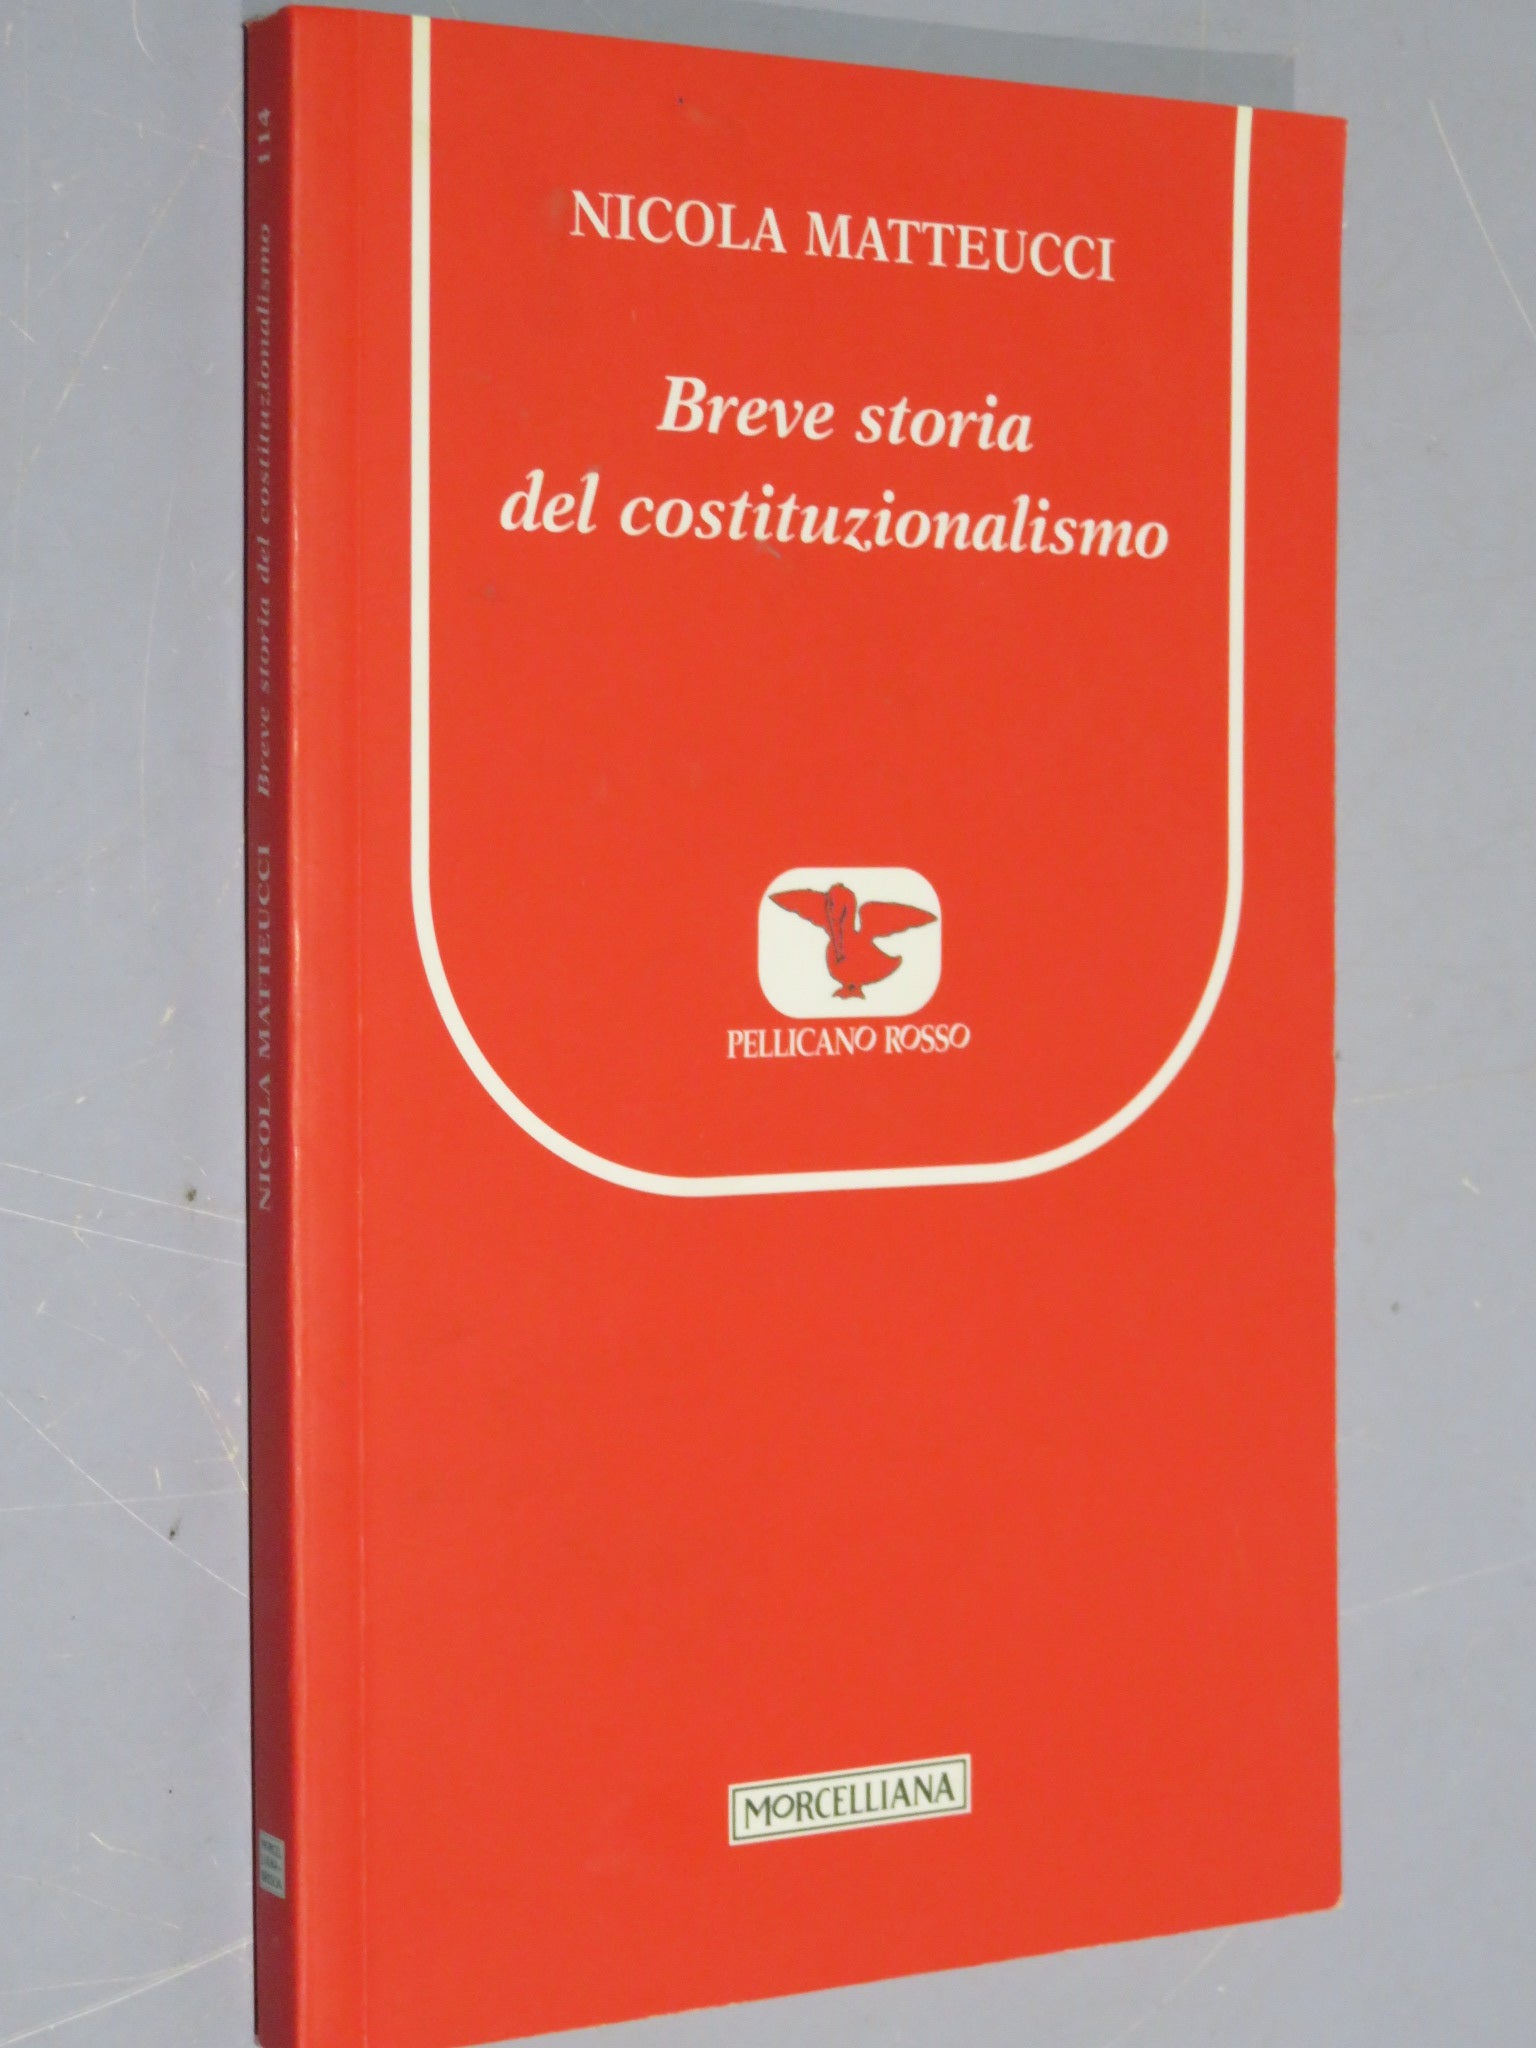 NICOLA MATTEUCCI
Breve storia
del costituzionalismo
PELLICANO ROSSO
MORCELLIANA
NICOLA MATTEUCCI Breve storia del costituzionalismo 114